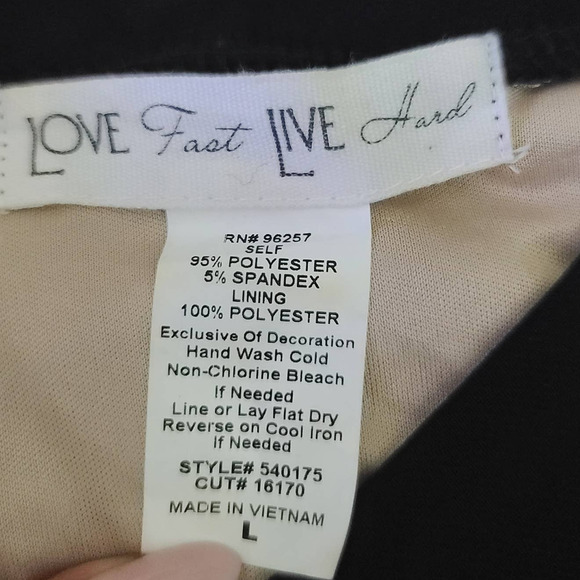 LOVE Fast LIVE Hard
RN# 96257
SELF
95% POLYESTER
5% SPANDEX
LINING
100% POLYESTER
Exclusive Of Decoration
Hand Wash Cold
Non-Chlorine Bleach
If Needed
Line or Lay Flat Dry
Reverse on Cool Iron
If Needed
STYLE# 540175
CUT# 16170
MADE IN VIETNAM
L